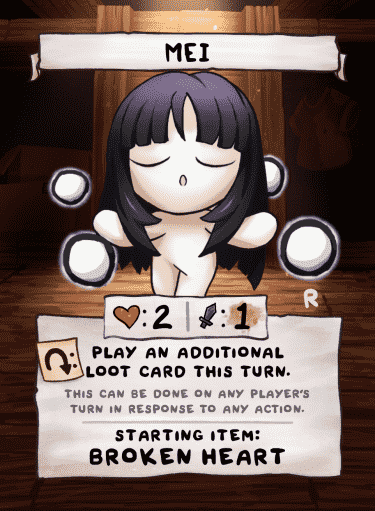 MEI
♥: 2 | 🗡: 1
R
↷: PLAY AN ADDITIONAL
LOOT CARD THIS TURN.
THIS CAN BE DONE ON ANY PLAYER'S
TURN IN RESPONSE TO ANY ACTION.
STARTING ITEM:
BROKEN HEART